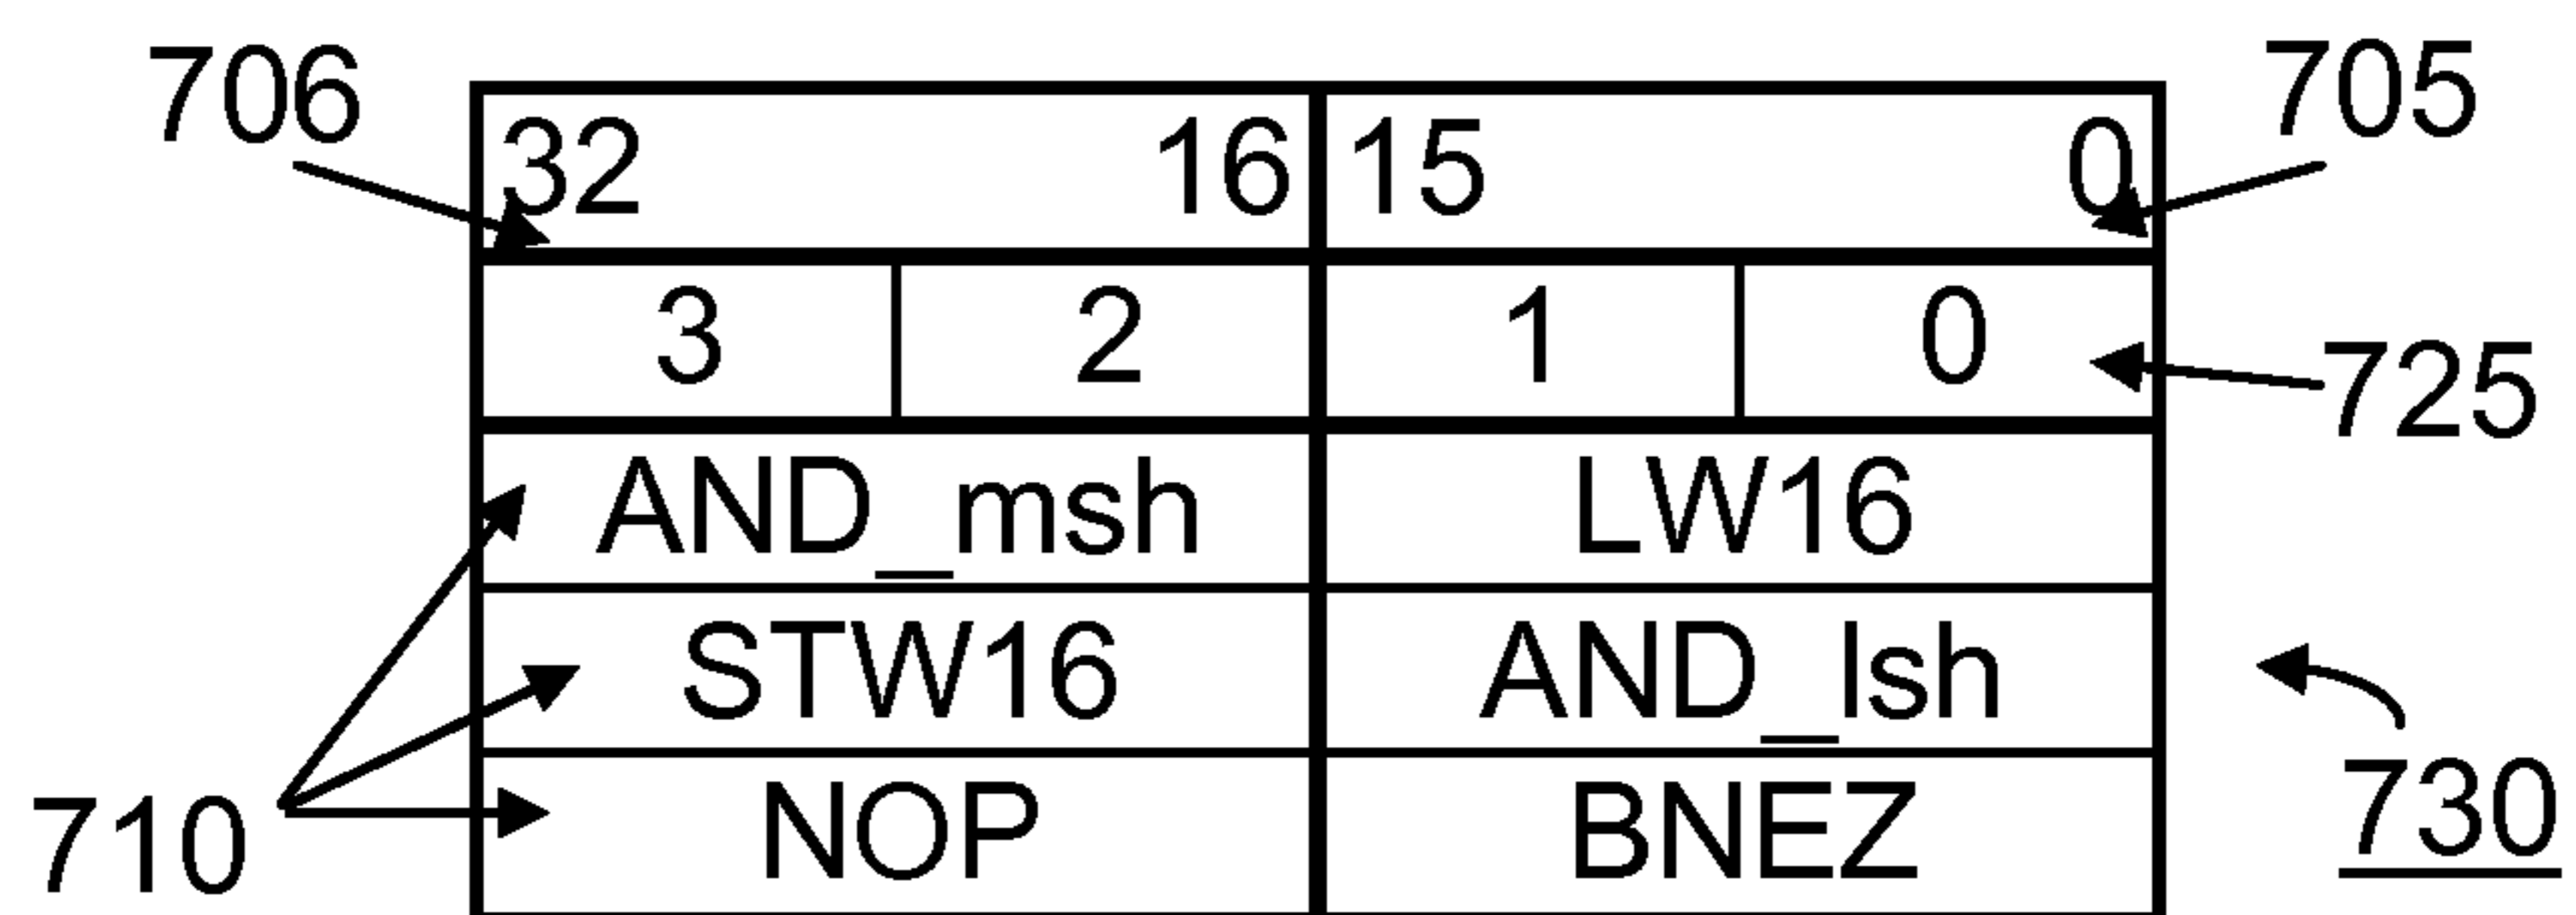 706 705
32 16 15 0
3 2 1 0 725
AND_msh LW16
STW16 AND_lsh
710 NOP BNEZ 730